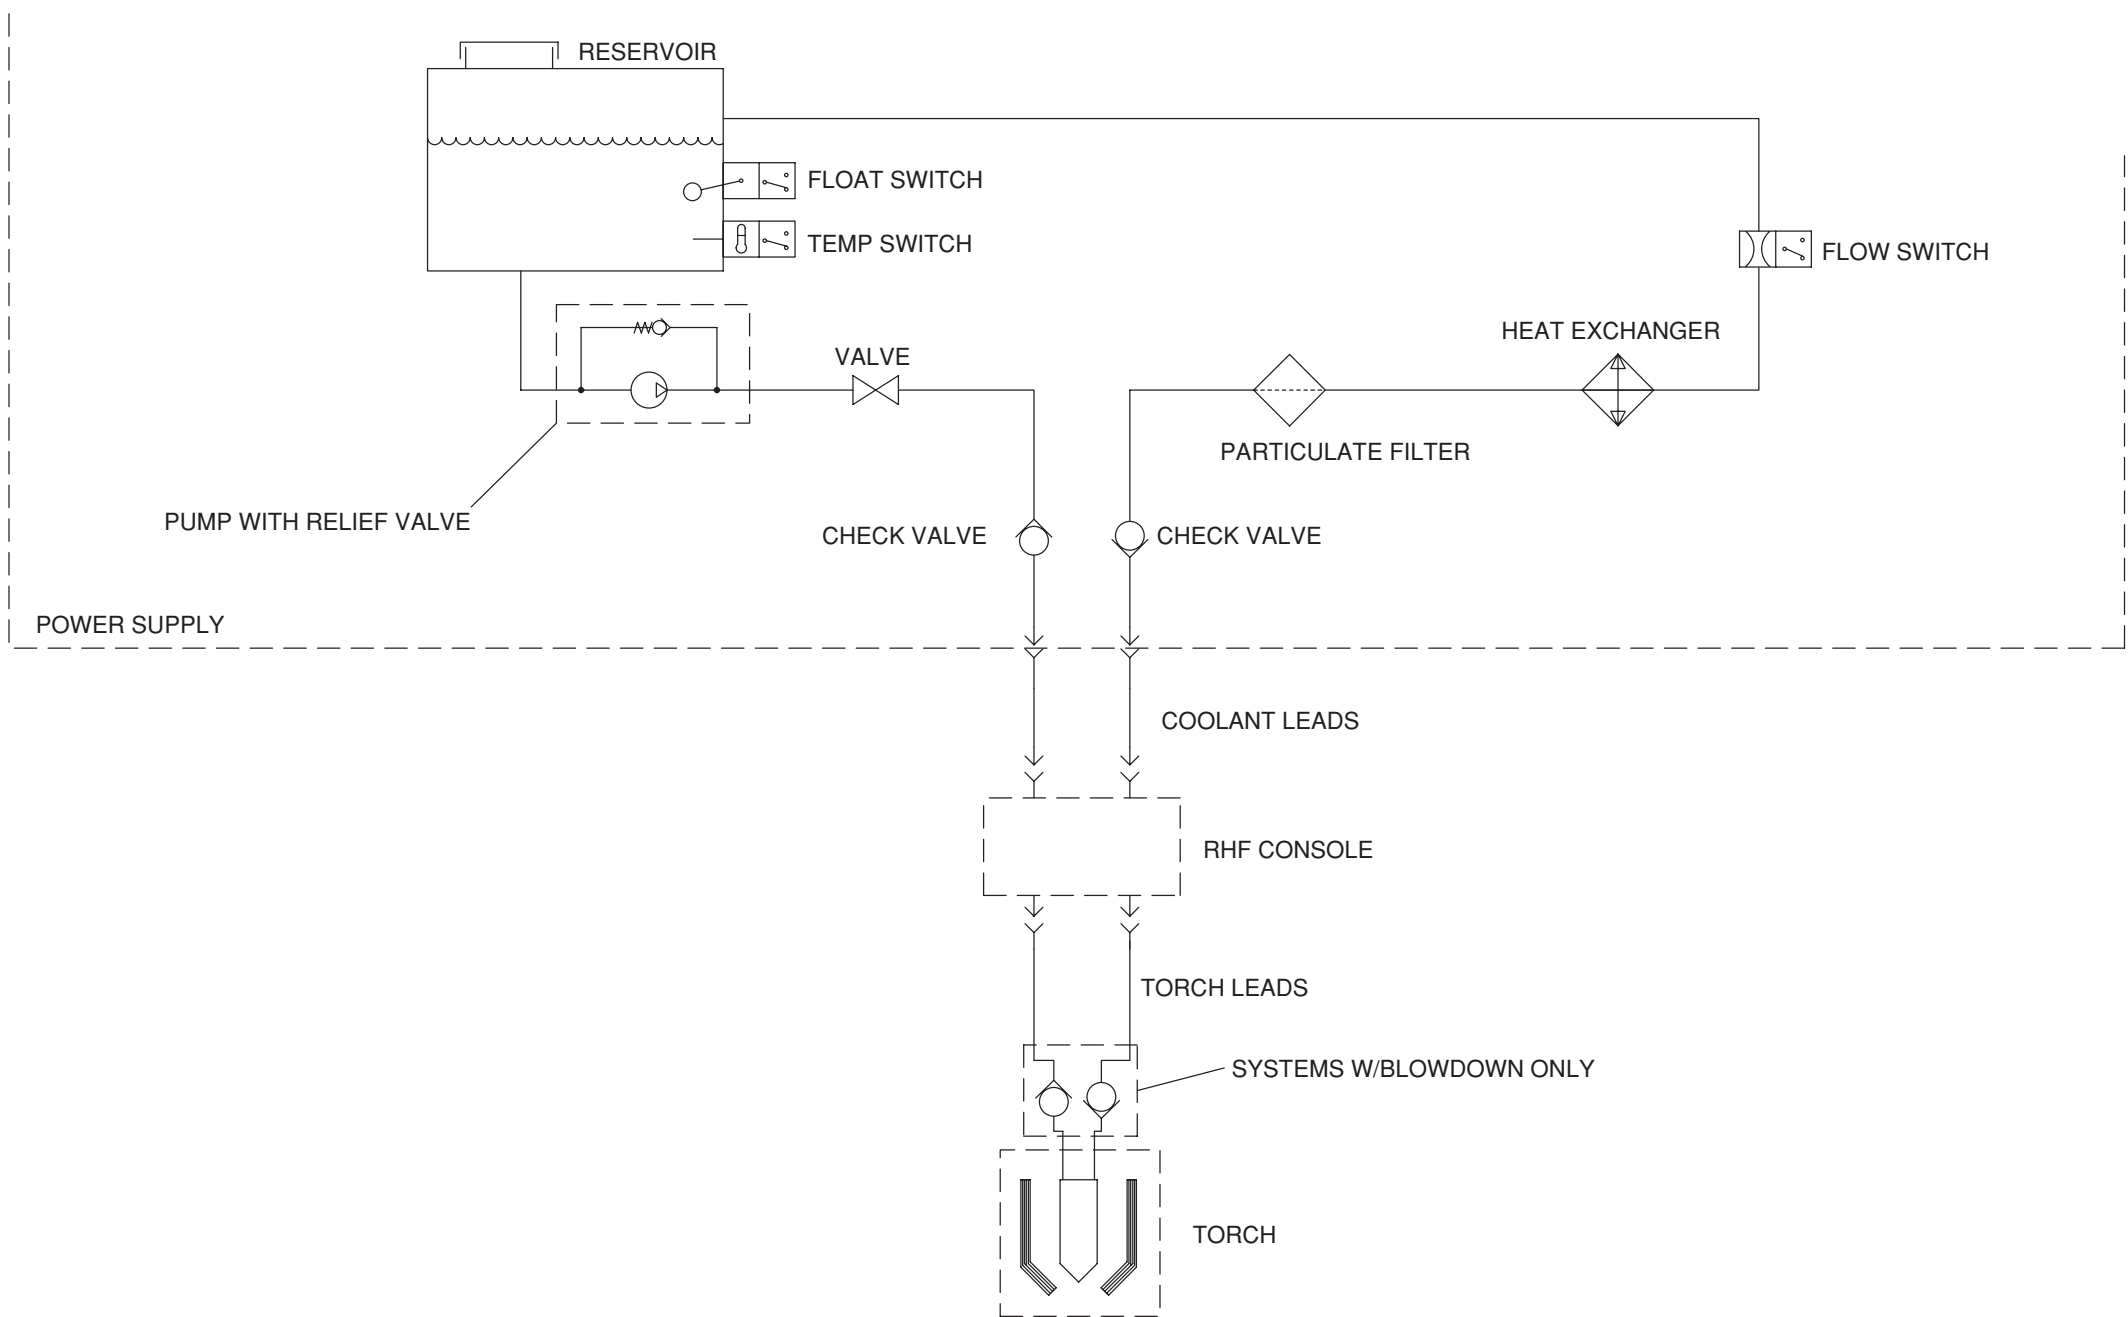 RESERVOIR
FLOAT SWITCH
TEMP SWITCH
FLOW SWITCH
HEAT EXCHANGER
VALVE
PARTICULATE FILTER
PUMP WITH RELIEF VALVE
CHECK VALVE
CHECK VALVE
POWER SUPPLY
COOLANT LEADS
RHF CONSOLE
TORCH LEADS
SYSTEMS W/BLOWDOWN ONLY
TORCH